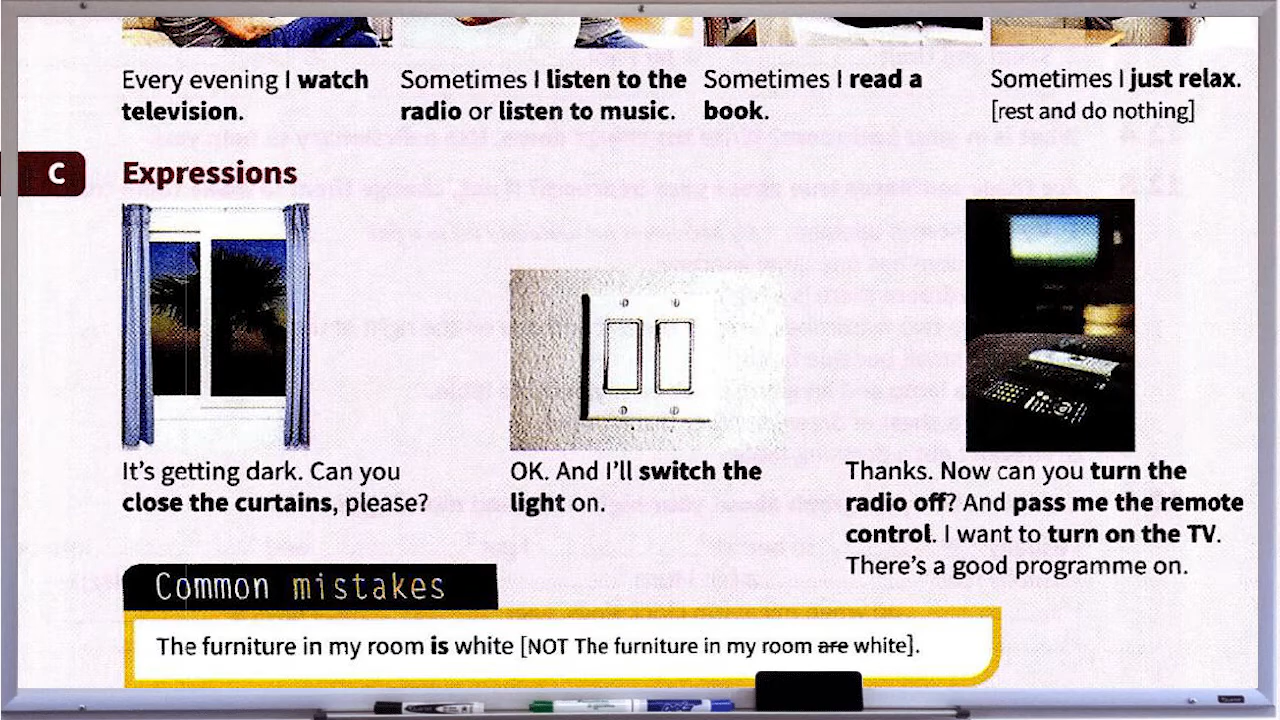 Every evening I watch
television.
Sometimes I listen to the
radio or listen to music.
Sometimes I read a
book.
Sometimes I just relax.
[rest and do nothing]
C Expressions
It's getting dark. Can you
close the curtains, please?
OK. And I'll switch the
light on.
Thanks. Now can you turn the
radio off? And pass me the remote
control. I want to turn on the TV.
There's a good programme on.
Common mistakes
The furniture in my room is white [NOT The furniture in my room are white].